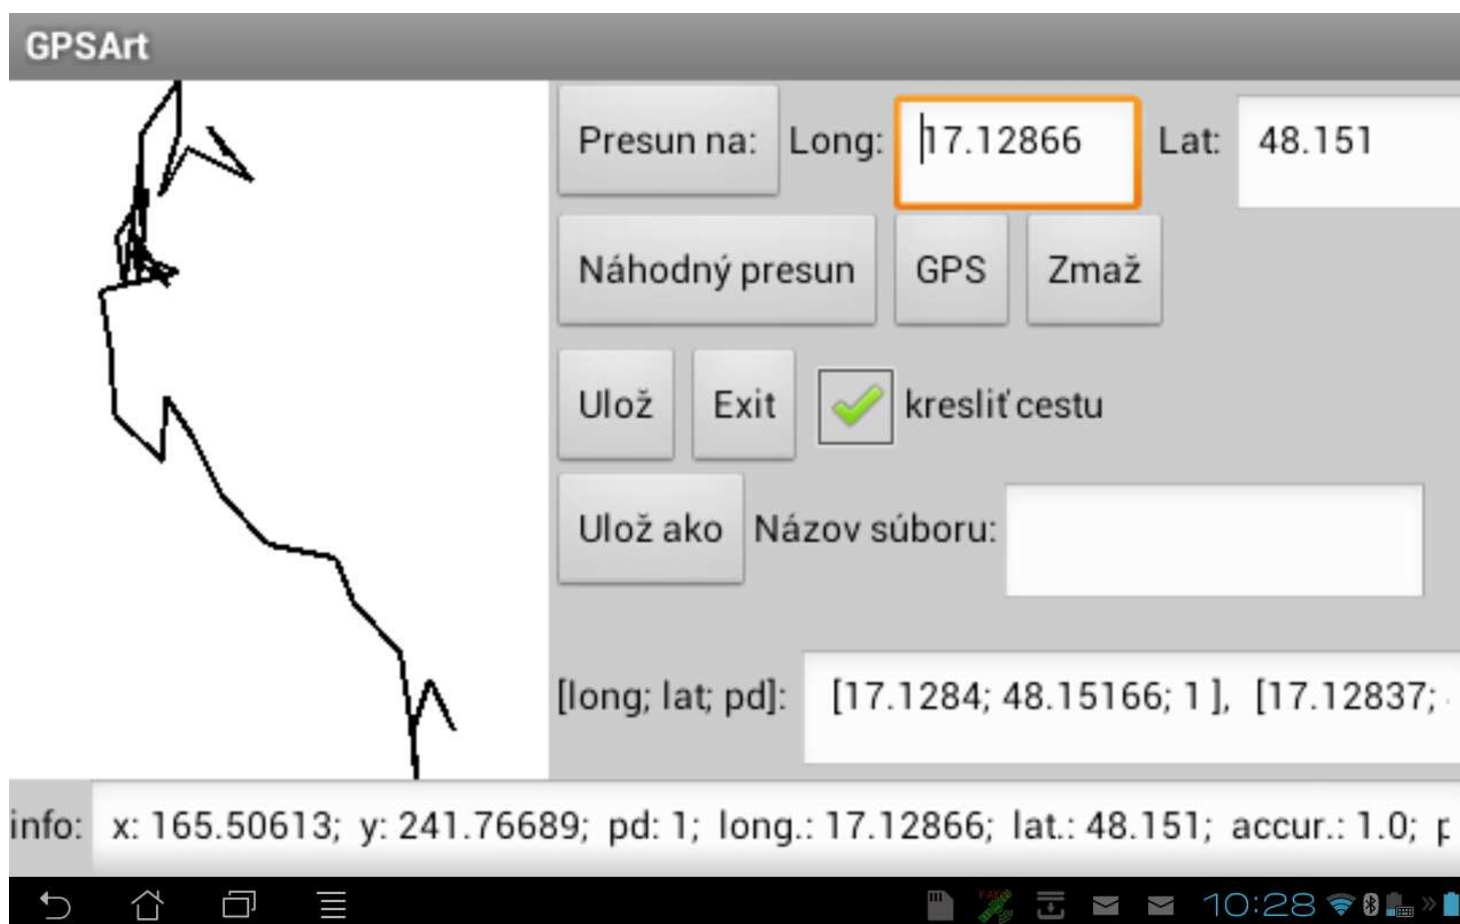 GPSArt
Presun na: Long: 17.12866 Lat: 48.151
Náhodný presun GPS Zmaž
Ulož Exit kresliť cestu
Ulož ako Názov súboru:
[long; lat; pd]: [17.1284; 48.15166; 1 ], [17.12837;
info: x: 165.50613; y: 241.76689; pd: 1; long.: 17.12866; lat.: 48.151; accur.: 1.0; p
10:28